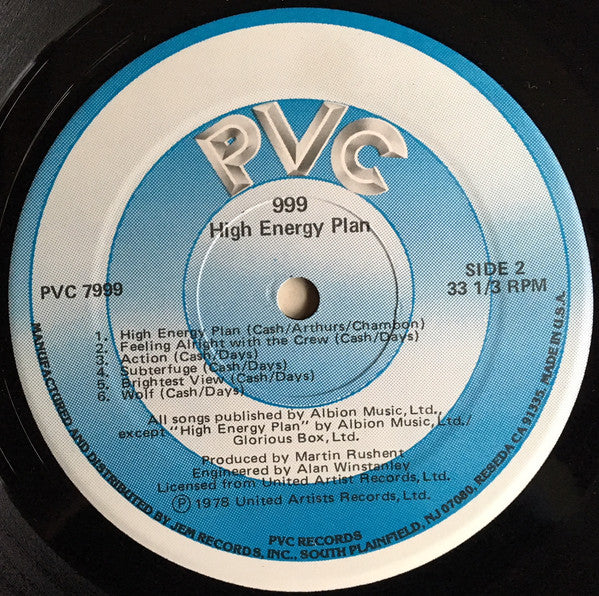 PVC
999
High Energy Plan
PVC 7999
SIDE 2
33 1/3 RPM
1. High Energy Plan (Cash/Arthurs/Chambon)
2. Feeling Alright with the Crew (Cash/Days)
3. Action (Cash/Days)
4. Subterfuge (Cash/Days)
5. Brightest View (Cash/Days)
6. Wolf (Cash/Days)
All songs published by Albion Music, Ltd.,
except "High Energy Plan" by Albion Music, Ltd./
Glorious Box, Ltd.
Produced by Martin Rushent
Engineered by Alan Winstanley
Licensed from United Artist Records, Ltd.
Ⓟ 1978 United Artists Records, Ltd.
PVC RECORDS
MANUFACTURED AND DISTRIBUTED BY JEM RECORDS, INC., SOUTH PLAINFIELD, NJ 07080, RESEDA CA 91335. MADE IN U.S.A.